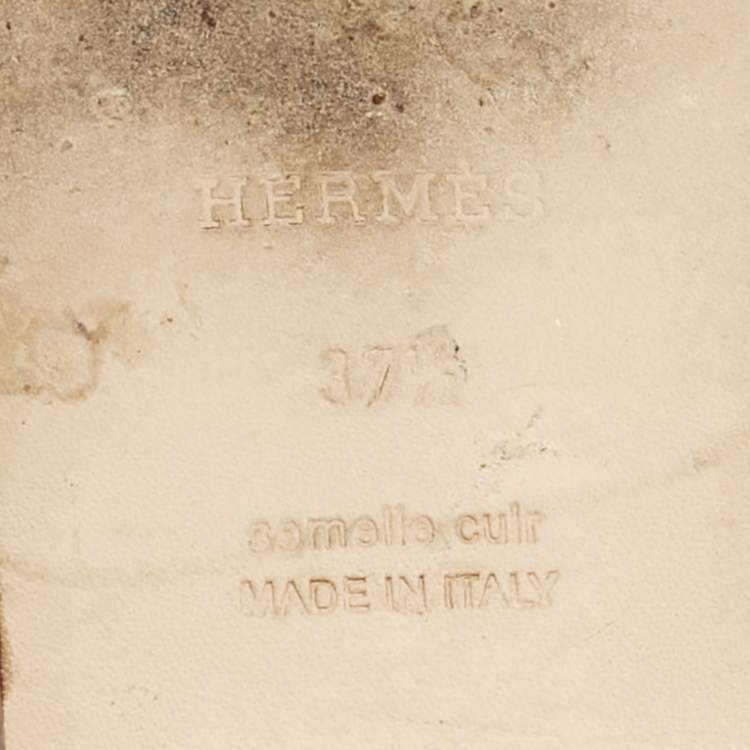 HERMÈS
37½
semelle cuir
MADE IN ITALY